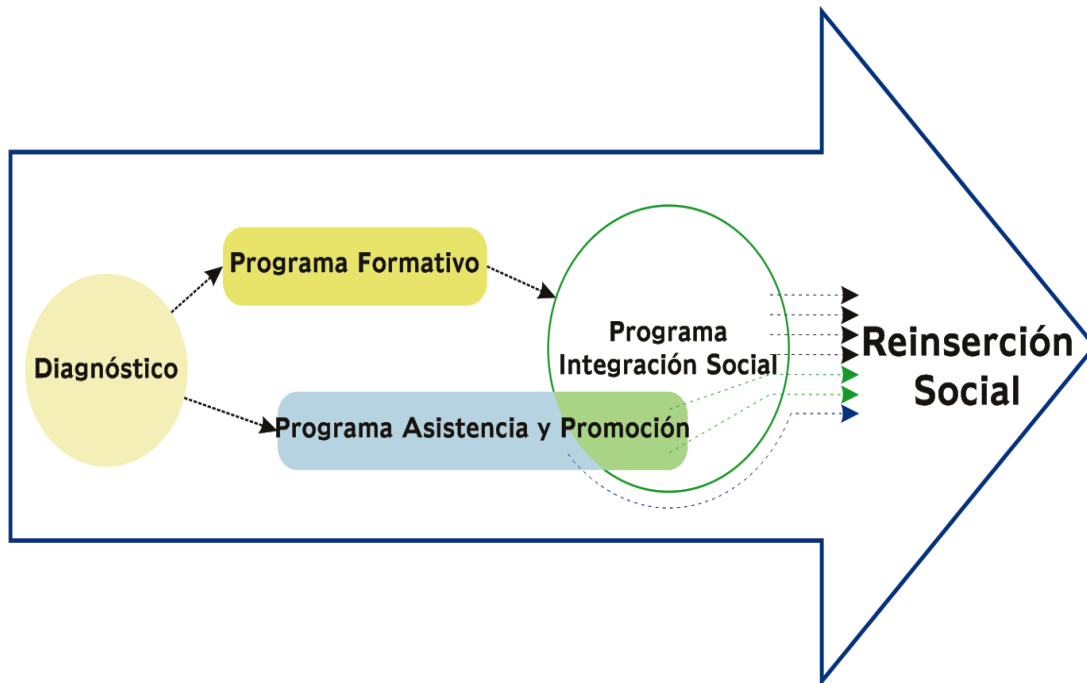 Diagnóstico
Programa Formativo
Programa Asistencia y Promoción
Programa
Integración Social
Reinserción
Social